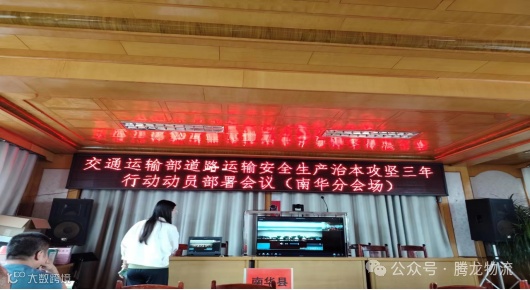 交通运输部道路运输安全生产治本攻坚三年
行动动员部署会议（南华分会场）
南华县
大数跨境
公众号·腾龙物流